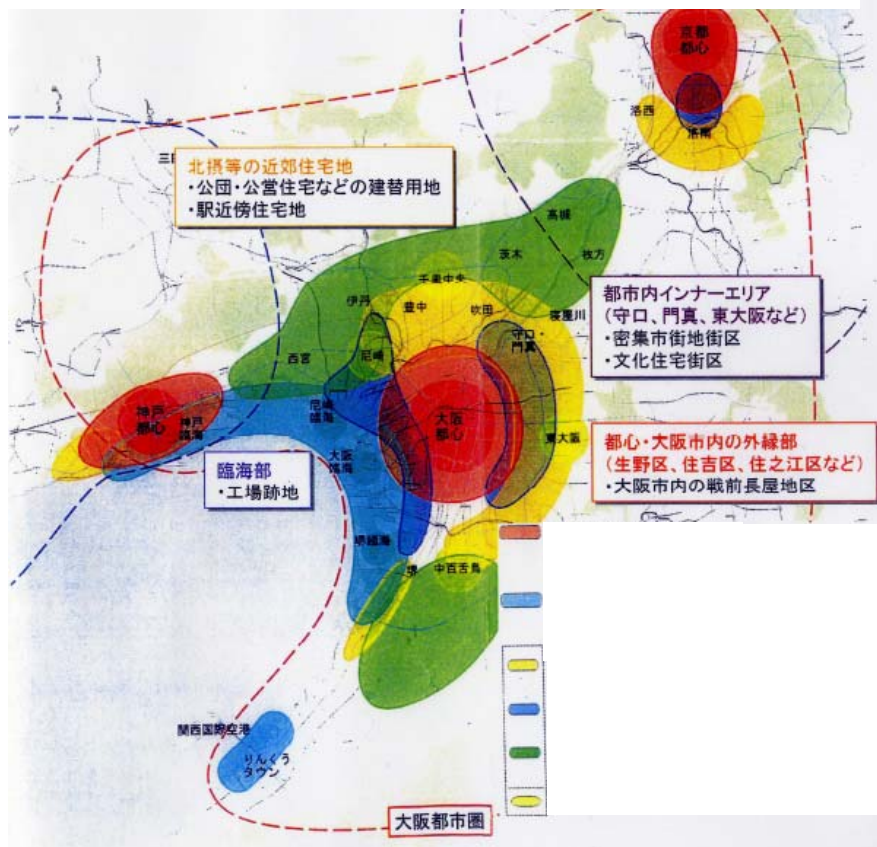 京都
都心
洛西
洛南
三田
北摂等の近郊住宅地
・公団・公営住宅などの建替用地
・駅近傍住宅地
高槻
茨木
枚方
千里中央
伊丹
豊中
吹田
寝屋川
都市内インナーエリア
(守口、門真、東大阪など)
・密集市街地街区
・文化住宅街区
守口・
門真
西宮
尼崎
神戸
都心
神戸
臨海
尼崎
臨海
大阪
都心
東大阪
都心・大阪市内の外縁部
(生野区、住吉区、住之江区など)
・大阪市内の戦前長屋地区
大阪
臨海
臨海部
・工場跡地
堺臨海
堺
中百舌鳥
関西国際空港
りんくう
タウン
大阪都市圏